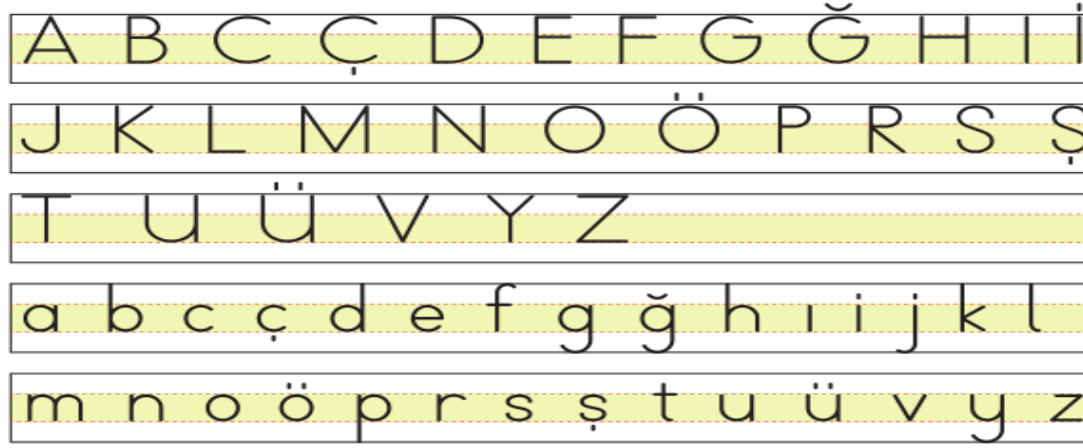 A B C Ç D E F G Ğ H I İ
J K L M N O Ö P R S Ş
T U Ü V Y Z
a b c ç d e f g ğ h ı i j k l
m n o ö p r s ş t u ü v y z